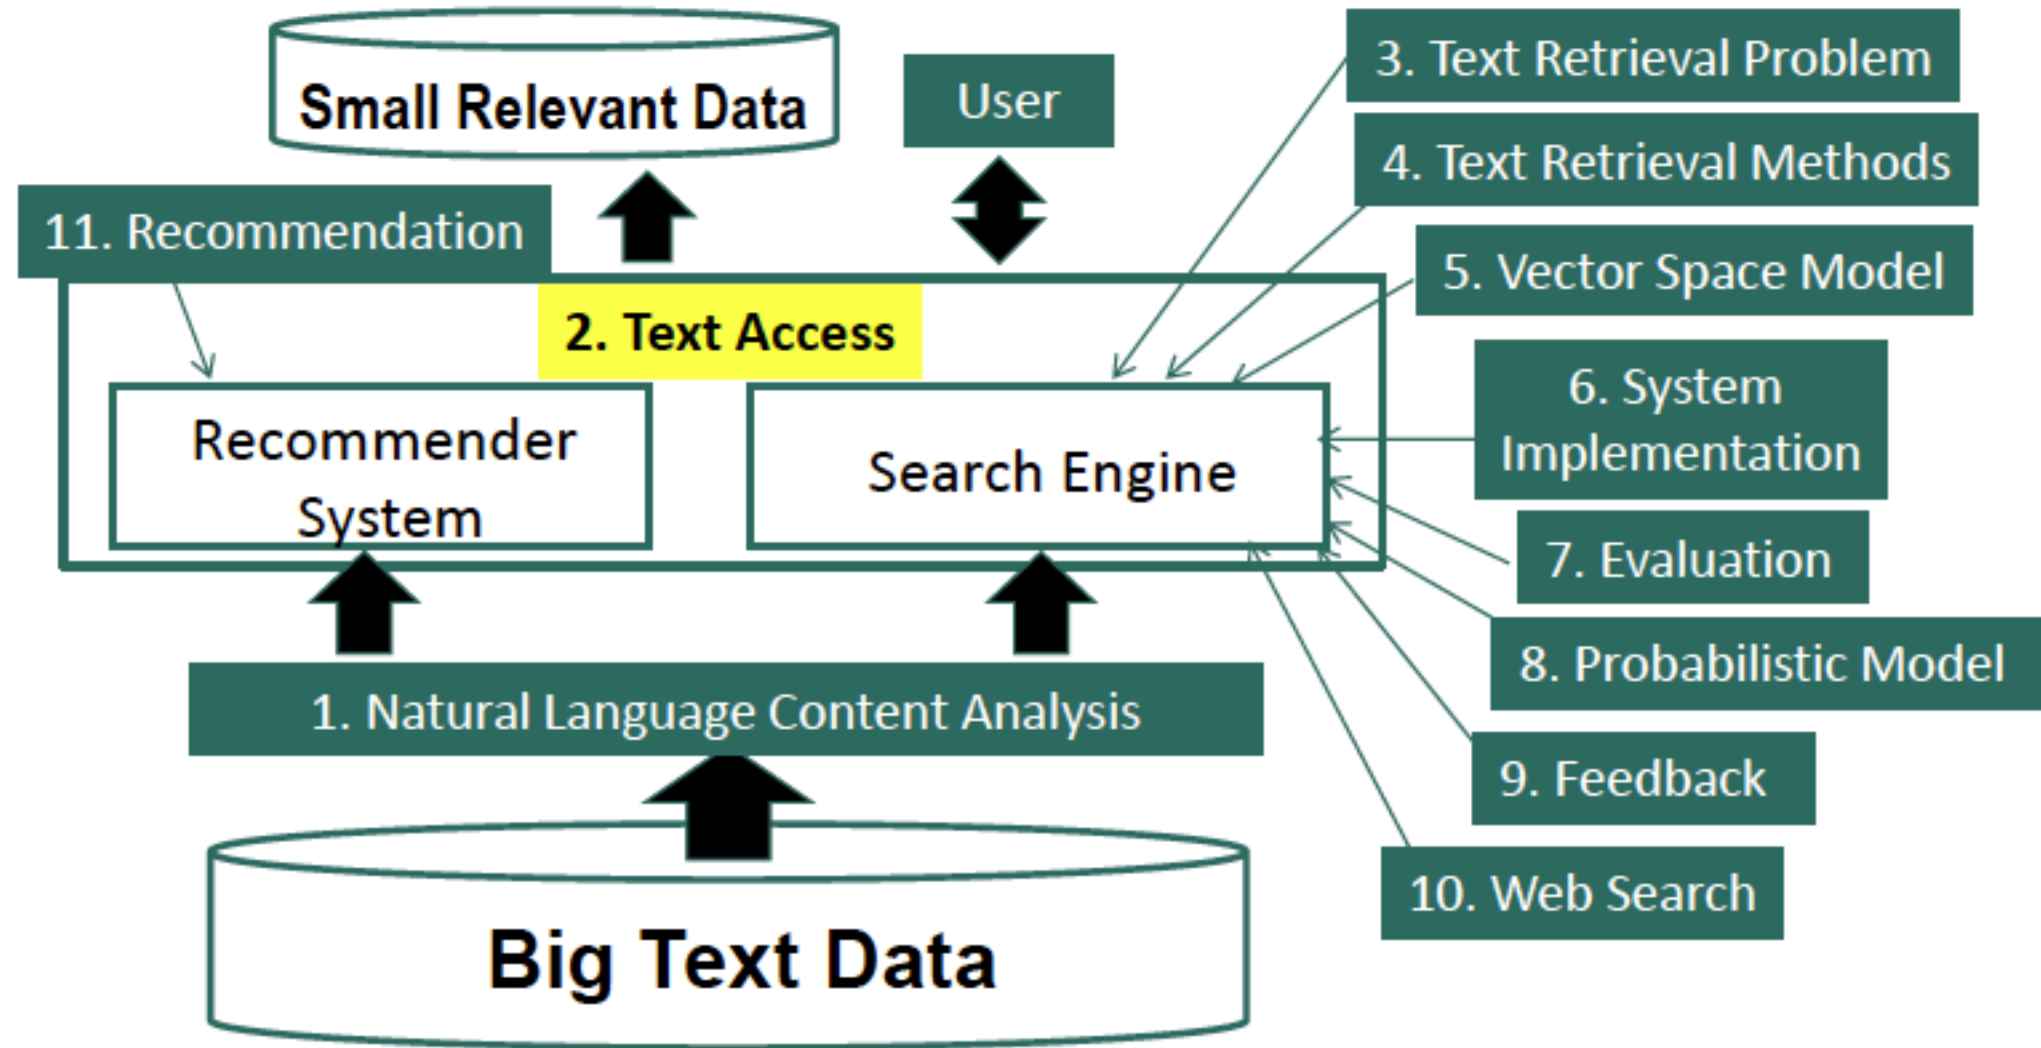 Small Relevant Data
User
3. Text Retrieval Problem
4. Text Retrieval Methods
11. Recommendation
5. Vector Space Model
2. Text Access
6. System
Implementation
Recommender
System
Search Engine
7. Evaluation
8. Probabilistic Model
1. Natural Language Content Analysis
9. Feedback
10. Web Search
Big Text Data